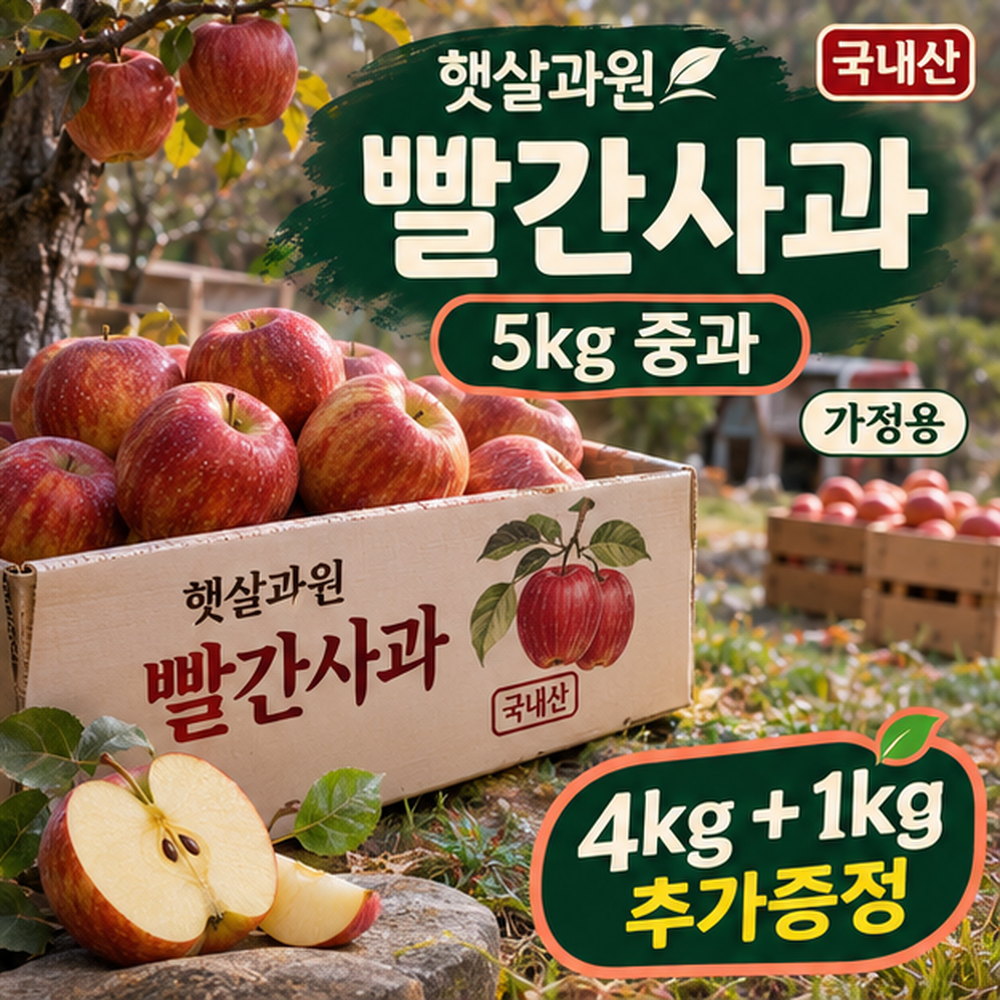 햇살과원
국내산
빨간사과
5kg 중과
가정용
햇살과원
빨간사과
국내산
4kg + 1kg
추가증정